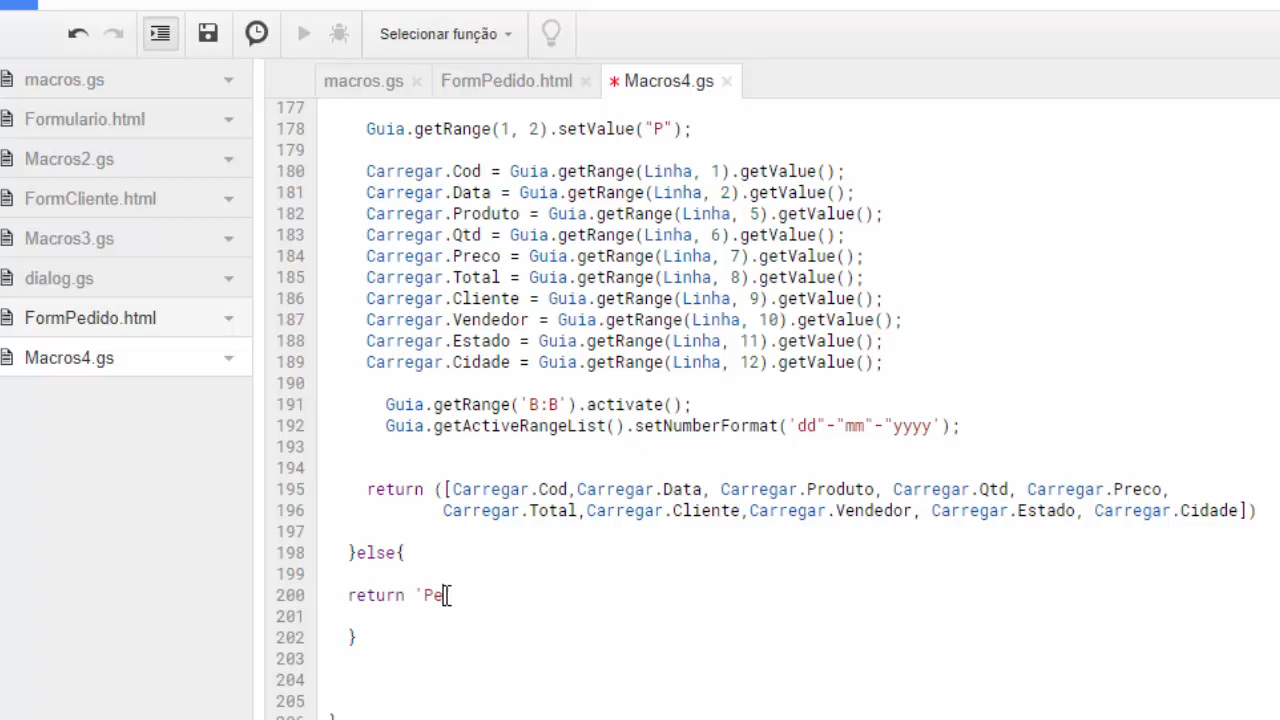 Selecionar função
macros.gs
Formulario.html
Macros2.gs
FormCliente.html
Macros3.gs
dialog.gs
FormPedido.html
Macros4.gs
macros.gs × FormPedido.html × * Macros4.gs ×
177
178 Guia.getRange(1, 2).setValue("P");
179
180 Carregar.Cod = Guia.getRange(Linha, 1).getValue();
181 Carregar.Data = Guia.getRange(Linha, 2).getValue();
182 Carregar.Produto = Guia.getRange(Linha, 5).getValue();
183 Carregar.Qtd = Guia.getRange(Linha, 6).getValue();
184 Carregar.Preco = Guia.getRange(Linha, 7).getValue();
185 Carregar.Total = Guia.getRange(Linha, 8).getValue();
186 Carregar.Cliente = Guia.getRange(Linha, 9).getValue();
187 Carregar.Vendedor = Guia.getRange(Linha, 10).getValue();
188 Carregar.Estado = Guia.getRange(Linha, 11).getValue();
189 Carregar.Cidade = Guia.getRange(Linha, 12).getValue();
190
191 Guia.getRange('B:B').activate();
192 Guia.getActiveRangeList().setNumberFormat('dd"-"mm"-"yyyy');
193
194
195 return ([Carregar.Cod,Carregar.Data, Carregar.Produto, Carregar.Qtd, Carregar.Preco,
196 Carregar.Total,Carregar.Cliente,Carregar.Vendedor, Carregar.Estado, Carregar.Cidade])
197
198 }else{
199
200 return 'Pe
201
202 }
203
204
205